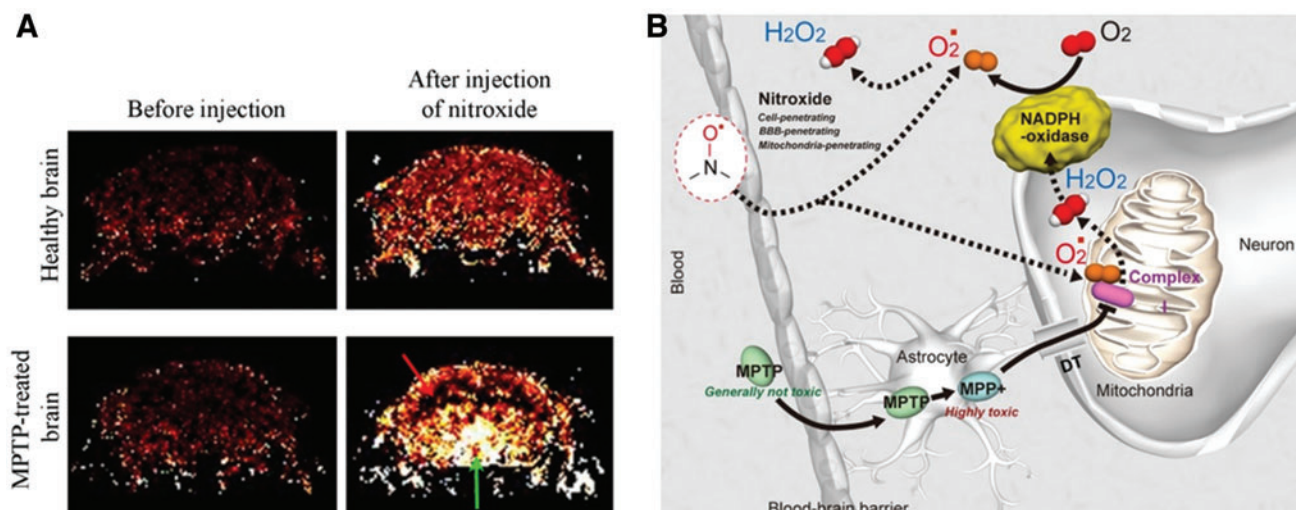 A
Before injection
After injection
of nitroxide
Healthy brain
MPTP-treated
brain
B
H₂O₂
O₂▪
O₂
Nitroxide
Cell-penetrating
BBB-penetrating
Mitochondria-penetrating
O•
N
NADPH
-oxidase
H₂O₂
O₂▪
Complex
I
Neuron
Blood
Astrocyte
DT
Mitochondria
MPTP
Generally not toxic
MPTP
MPP+
Highly toxic
Blood-brain barrier